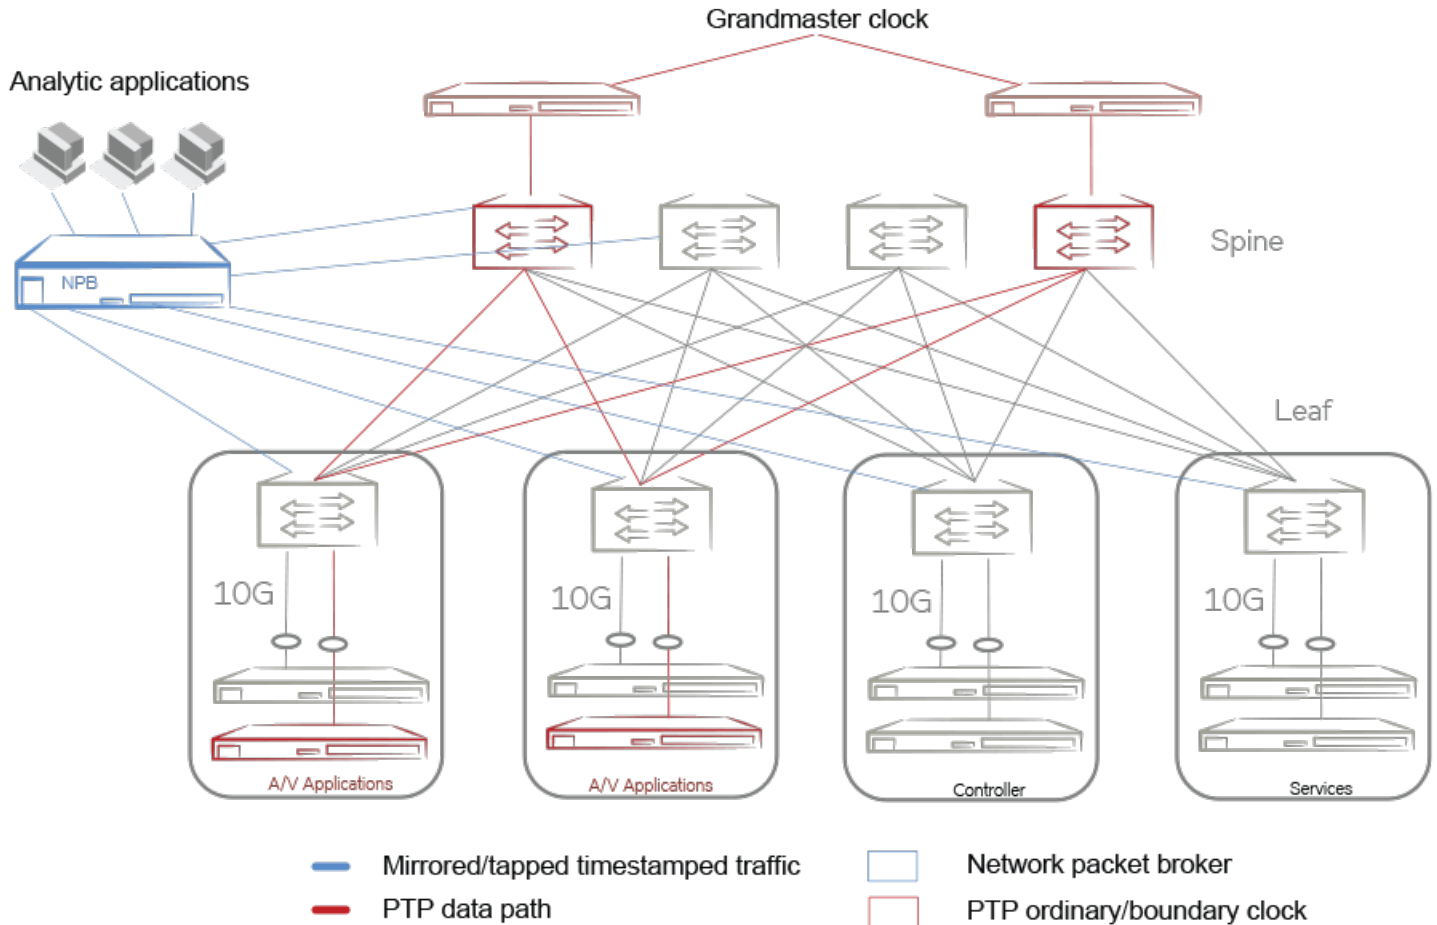 Grandmaster clock
Analytic applications
NPB
Spine
Leaf
10G
10G
10G
10G
A/V Applications
A/V Applications
Controller
Services
Mirrored/tapped timestamped traffic
Network packet broker
PTP data path
PTP ordinary/boundary clock